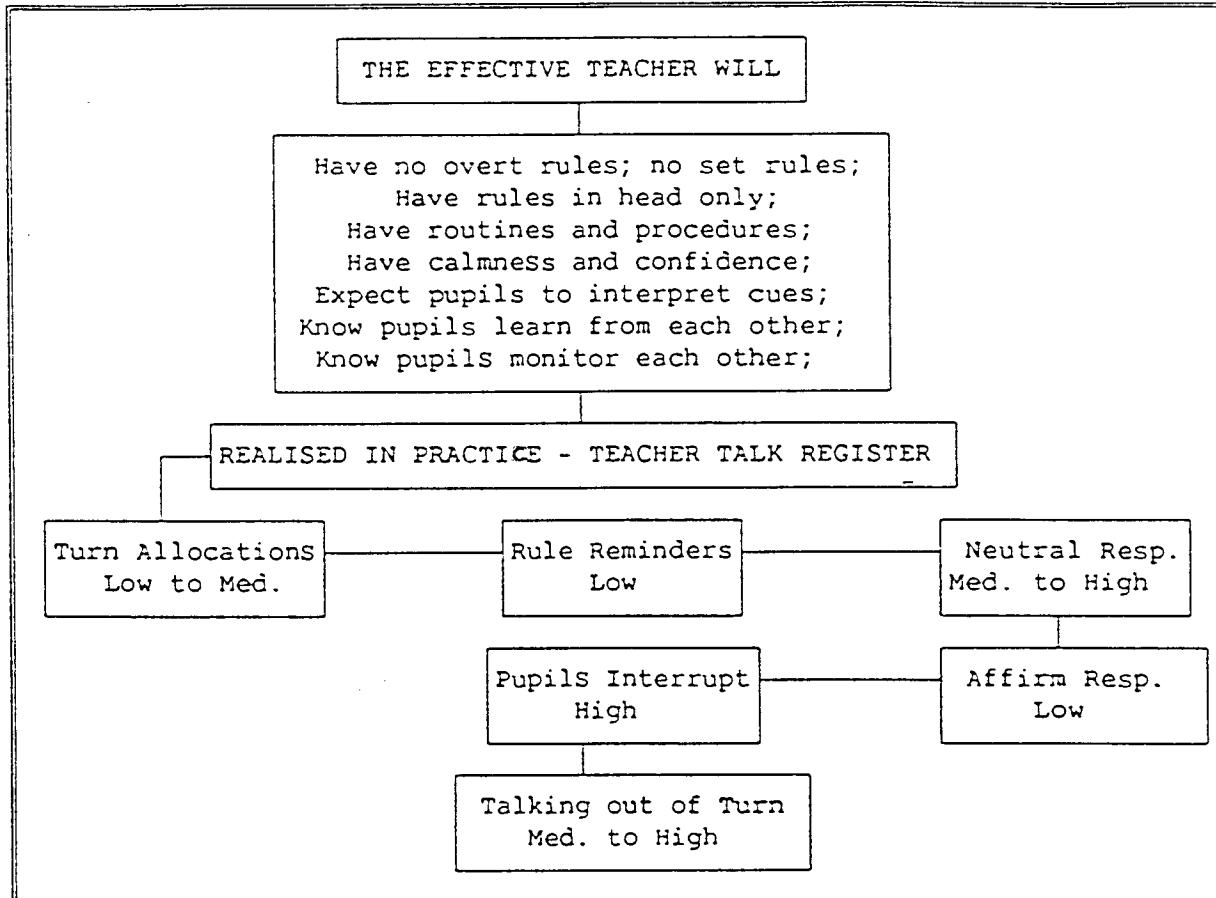 THE EFFECTIVE TEACHER WILL
Have no overt rules; no set rules;
Have rules in head only;
Have routines and procedures;
Have calmness and confidence;
Expect pupils to interpret cues;
Know pupils learn from each other;
Know pupils monitor each other;
REALISED IN PRACTICE - TEACHER TALK REGISTER
Turn Allocations
Low to Med.
Rule Reminders
Low
Neutral Resp.
Med. to High
Pupils Interrupt
High
Affirm Resp.
Low
Talking out of Turn
Med. to High